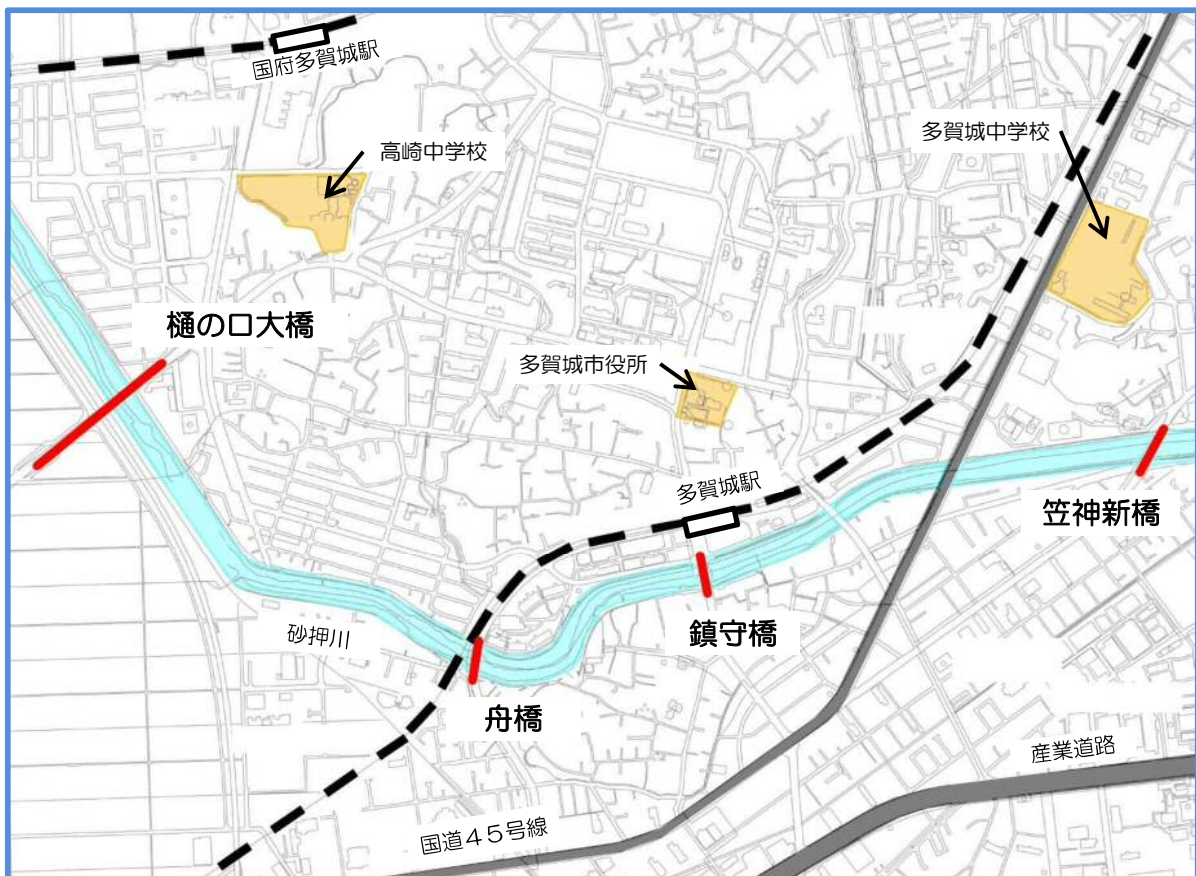 国府多賀城駅
高崎中学校
多賀城中学校
樋の口大橋
多賀城市役所
多賀城駅
笠神新橋
砂押川
鎮守橋
舟橋
産業道路
国道４５号線